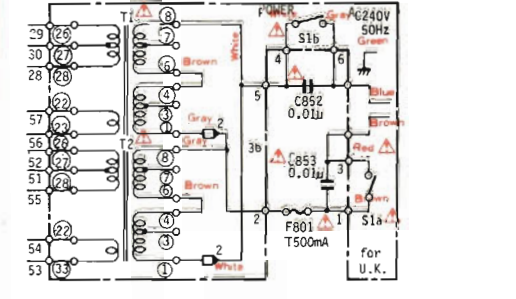 T1
8
POWER
Gray
C240V
50Hz
29
26
7
White
S1b
Green
30
27
4
6
28
28
6
Brown
5
C852
0.01μ
Blue
22
4
3
57
23
1
Gray
2
Brown
56
26
T2
Gray
3b
Red
52
27
8
7
C853
0.01μ
3
51
28
6
Brown
55
22
4
2
F801
T500mA
1
Brown
S1a
54
3
2
for
U.K.
53
33
1
White